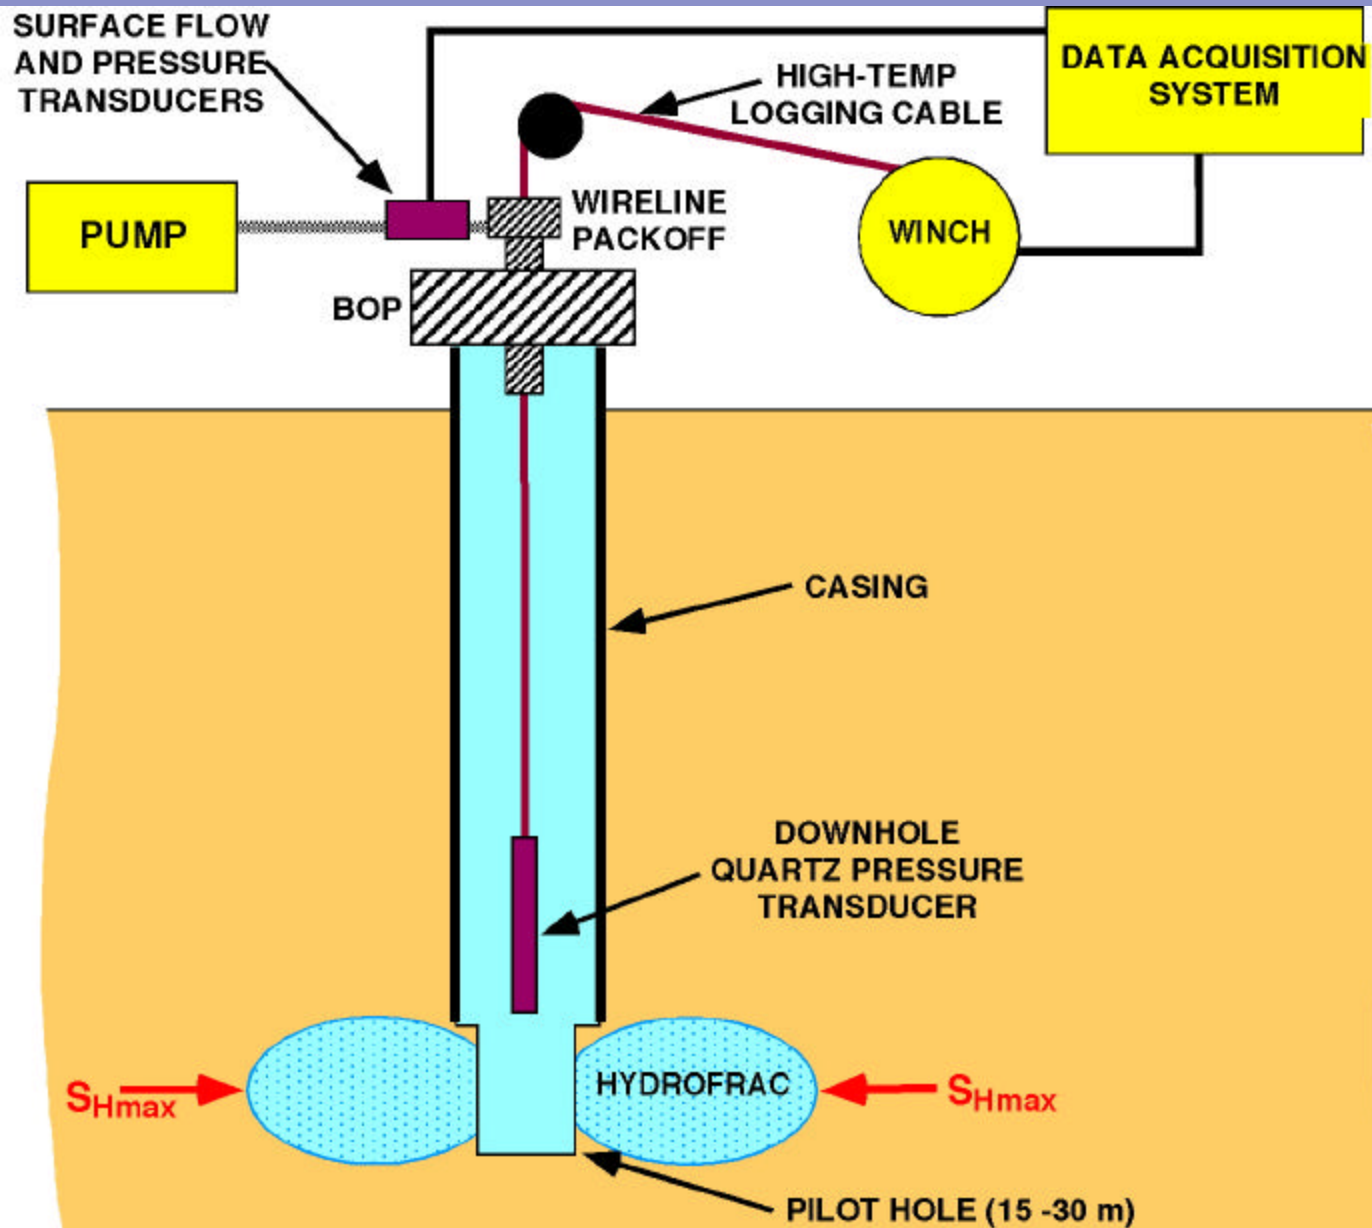 SURFACE FLOW
AND PRESSURE
TRANSDUCERS
HIGH-TEMP
LOGGING CABLE
DATA ACQUISITION
SYSTEM
PUMP
WIRELINE
PACKOFF
WINCH
BOP
CASING
DOWNHOLE
QUARTZ PRESSURE
TRANSDUCER
SHmax
HYDROFRAC
SHmax
PILOT HOLE (15 -30 m)